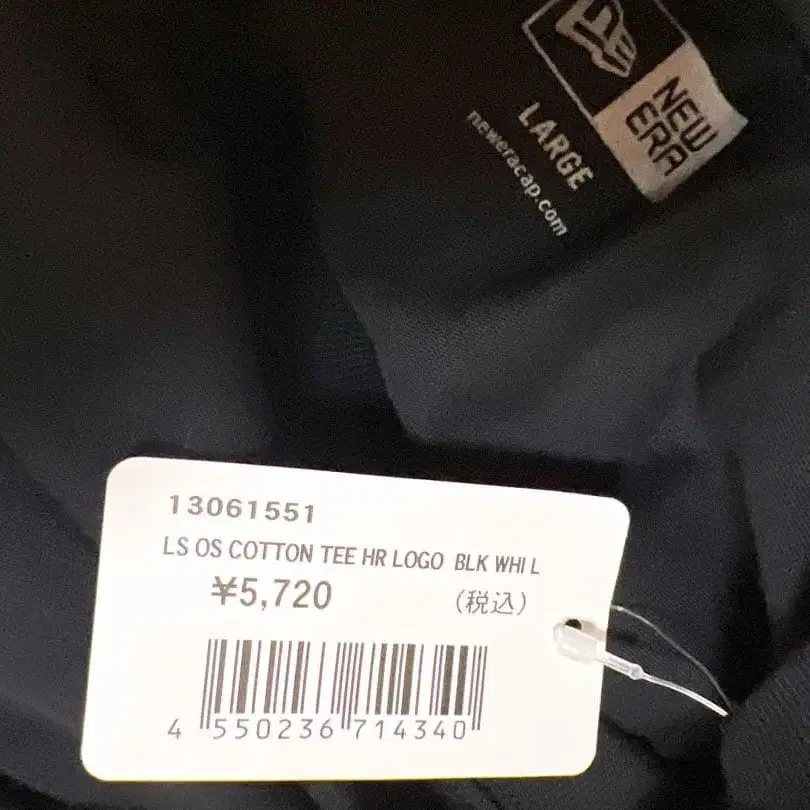 NEW
ERA
LARGE
neweracap.com
13061551
LS OS COTTON TEE HR LOGO BLK WHI L
¥5,720 (税込)
4 550236 714340